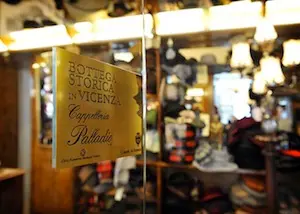 BOTTEGA
STORICA
IN VICENZA
Cappelleria
Palladio